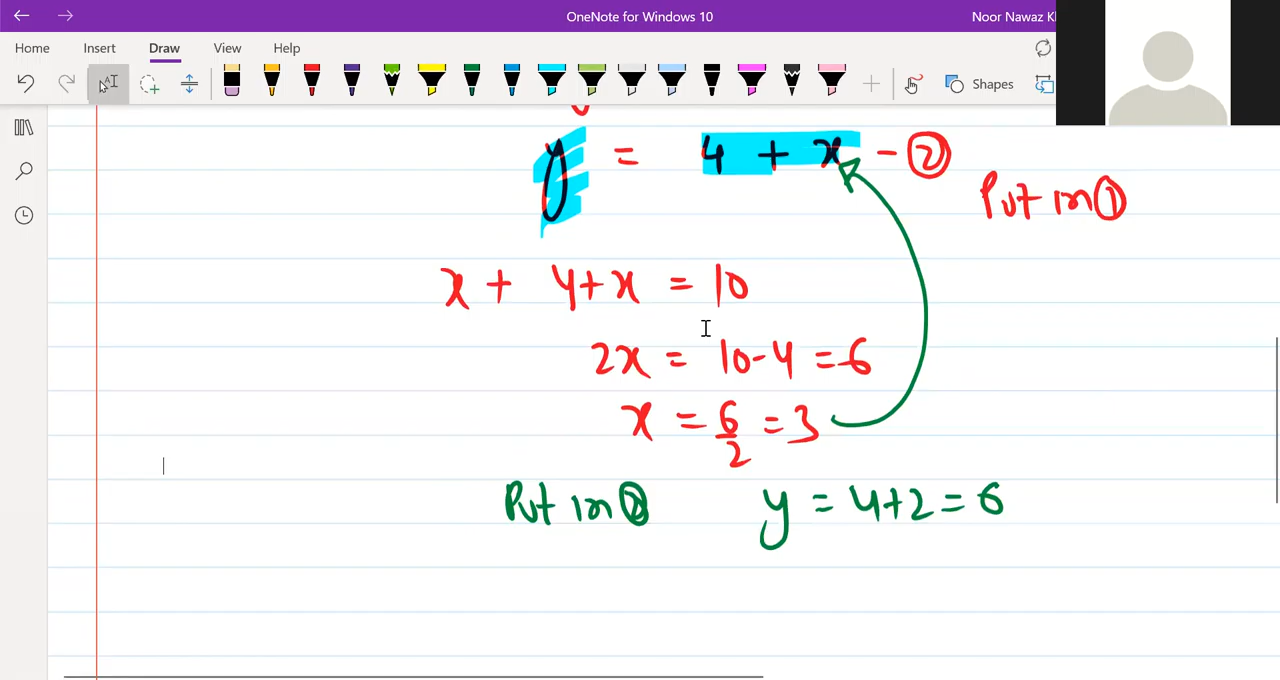 OneNote for Windows 10
Noor Nawaz Kh
Home Insert Draw View Help
Shapes
y = 4 + x - ②
Put in ①
x + 4+x = 10
2x = 10-4 = 6
x = 6/2 = 3
Put in ② y = 4+2 = 6